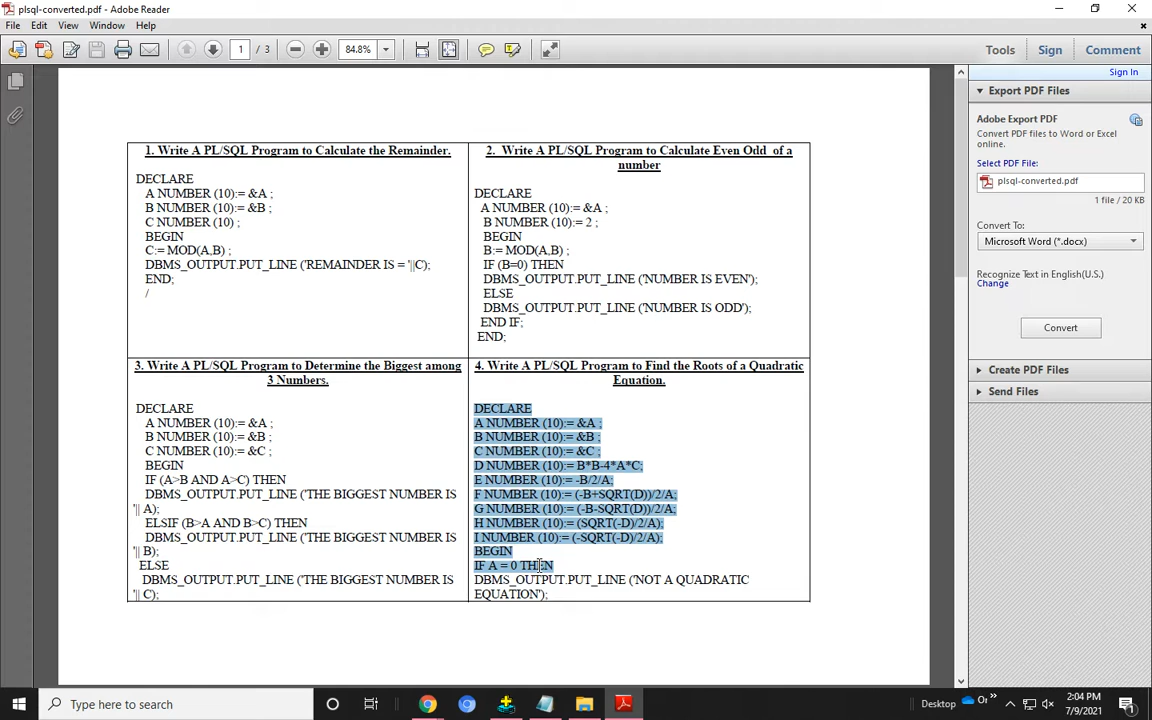 plsql-converted.pdf - Adobe Reader
File Edit View Window Help
1 / 3 84.8%
Tools Sign Comment
Sign In
Export PDF Files
Adobe Export PDF
Convert PDF files to Word or Excel
online.
Select PDF File:
plsql-converted.pdf
1 file / 20 KB
Convert To:
Microsoft Word (*.docx)
Recognize Text in English(U.S.)
Change
Convert
Create PDF Files
Send Files
1. Write A PL/SQL Program to Calculate the Remainder.
DECLARE
A NUMBER (10):= &A ;
B NUMBER (10):= &B ;
C NUMBER (10) ;
BEGIN
C:= MOD(A,B) ;
DBMS_OUTPUT.PUT_LINE ('REMAINDER IS = '||C);
END;
/
2. Write A PL/SQL Program to Calculate Even Odd of a
number
DECLARE
A NUMBER (10):= &A ;
B NUMBER (10):= 2 ;
BEGIN
B:= MOD(A,B) ;
IF (B=0) THEN
DBMS_OUTPUT.PUT_LINE ('NUMBER IS EVEN');
ELSE
DBMS_OUTPUT.PUT_LINE ('NUMBER IS ODD');
END IF;
END;
3. Write A PL/SQL Program to Determine the Biggest among
3 Numbers.
DECLARE
A NUMBER (10):= &A ;
B NUMBER (10):= &B ;
C NUMBER (10):= &C ;
BEGIN
IF (A>B AND A>C) THEN
DBMS_OUTPUT.PUT_LINE ('THE BIGGEST NUMBER IS
'|| A);
ELSIF (B>A AND B>C) THEN
DBMS_OUTPUT.PUT_LINE ('THE BIGGEST NUMBER IS
'|| B);
ELSE
DBMS_OUTPUT.PUT_LINE ('THE BIGGEST NUMBER IS
'|| C);
4. Write A PL/SQL Program to Find the Roots of a Quadratic
Equation.
DECLARE
A NUMBER (10):= &A ;
B NUMBER (10):= &B ;
C NUMBER (10):= &C ;
D NUMBER (10):= B*B-4*A*C;
E NUMBER (10):= -B/2/A;
F NUMBER (10):= (-B+SQRT(D))/2/A;
G NUMBER (10):= (-B-SQRT(D))/2/A;
H NUMBER (10):= (SQRT(-D)/2/A);
I NUMBER (10):= (-SQRT(-D)/2/A);
BEGIN
IF A = 0 THEN
DBMS_OUTPUT.PUT_LINE ('NOT A QUADRATIC
EQUATION');
Type here to search
Desktop
Or
2:04 PM
7/9/2021
1